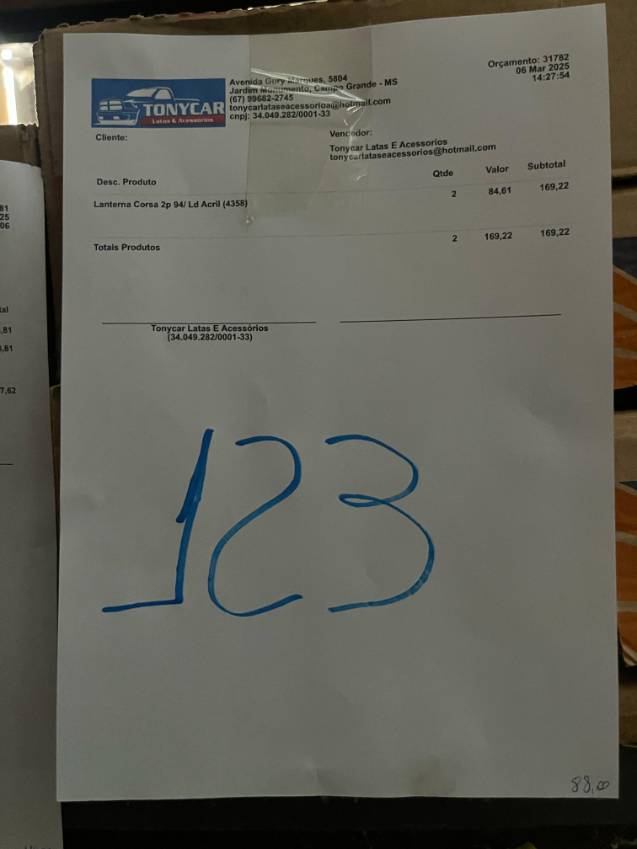 Orçamento: 31782
06 Mar 2025
14:27:54
TONYCAR
Latas & Acessórios
Avenida Gury Marques, 5804
Jardim Monumento, Campo Grande - MS
(67) 99682-2745
tonycarlataseacessorios@hotmail.com
cnpj: 34.049.282/0001-33
Cliente:
Vendedor:
Tonycar Latas E Acessorios
tonycarlataseacessorios@hotmail.com
Desc. Produto Qtde Valor Subtotal
Lanterna Corsa 2p 94/ Ld Acril (4358) 2 84,61 169,22
Totais Produtos 2 169,22 169,22
Tonycar Latas E Acessórios
(34.049.282/0001-33)
123
88,00